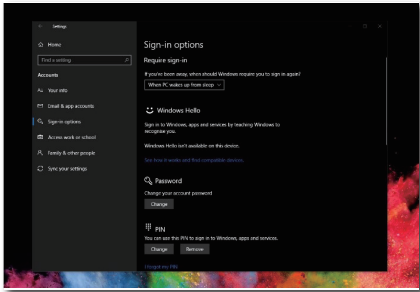 Settings
Home
Find a setting
Accounts
Your info
Email & app accounts
Sign-in options
Access work or school
Family & other people
Sync your settings
Sign-in options
Require sign-in
If you've been away, when should Windows require you to sign in again?
When PC wakes up from sleep
Windows Hello
Sign in to Windows, apps and services by teaching Windows to
recognise you.
Windows Hello isn't available on this device.
See how it works and find compatible devices.
Password
Change your account password
Change
PIN
You can use this PIN to sign in to Windows, apps and services.
Change Remove
I forgot my PIN